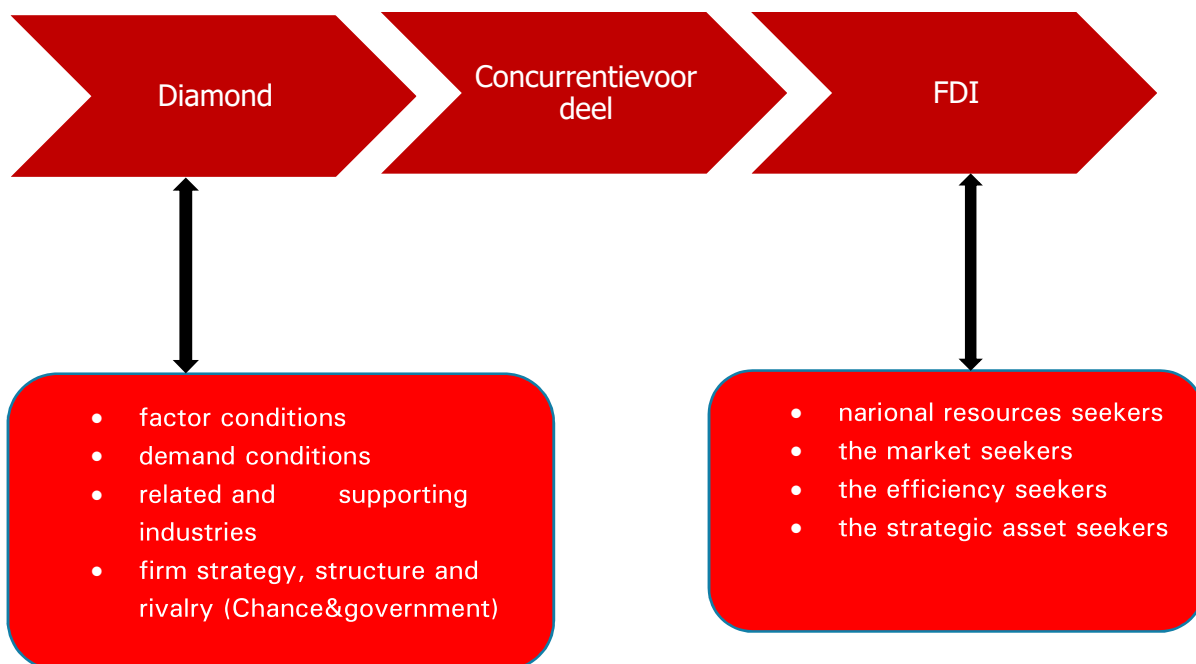 Diamond
Concurrentievoor
deel
FDI
• factor conditions
• demand conditions
• related and supporting
industries
• firm strategy, structure and
rivalry (Chance&government)
• narional resources seekers
• the market seekers
• the efficiency seekers
• the strategic asset seekers